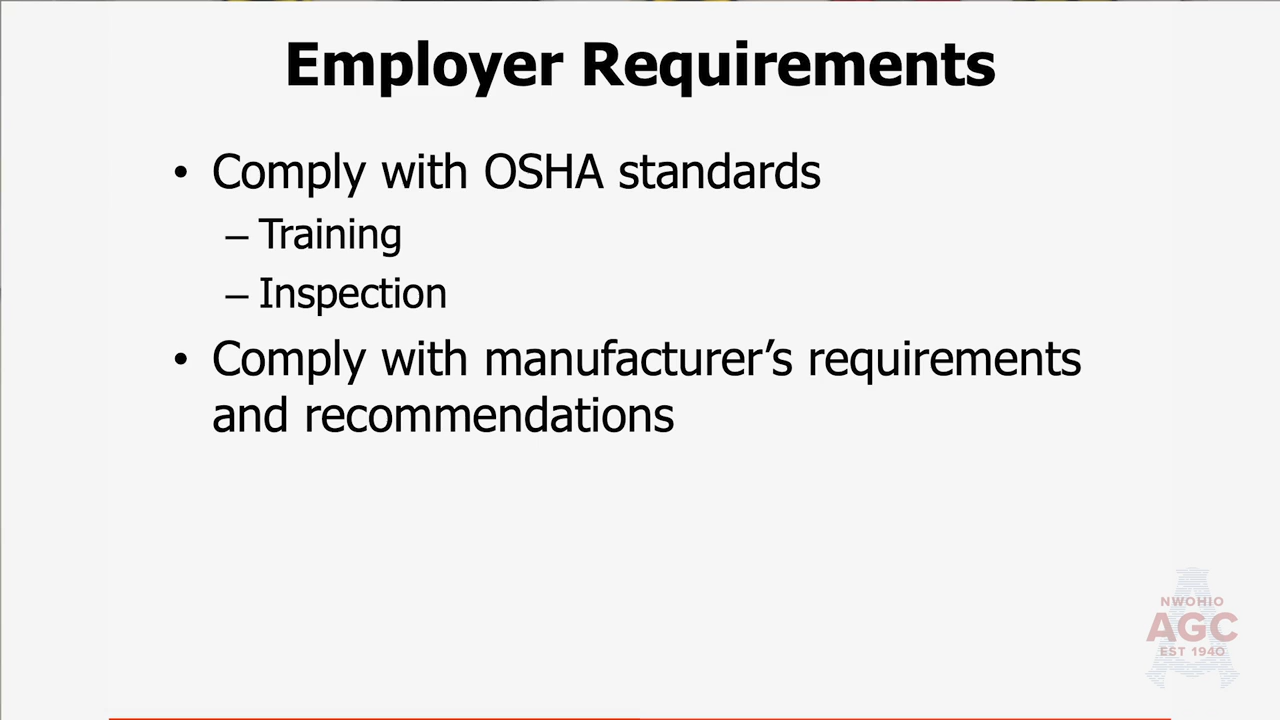 Employer Requirements
• Comply with OSHA standards
– Training
– Inspection
• Comply with manufacturer’s requirements
and recommendations
NWOHIO
AGC
EST 1940